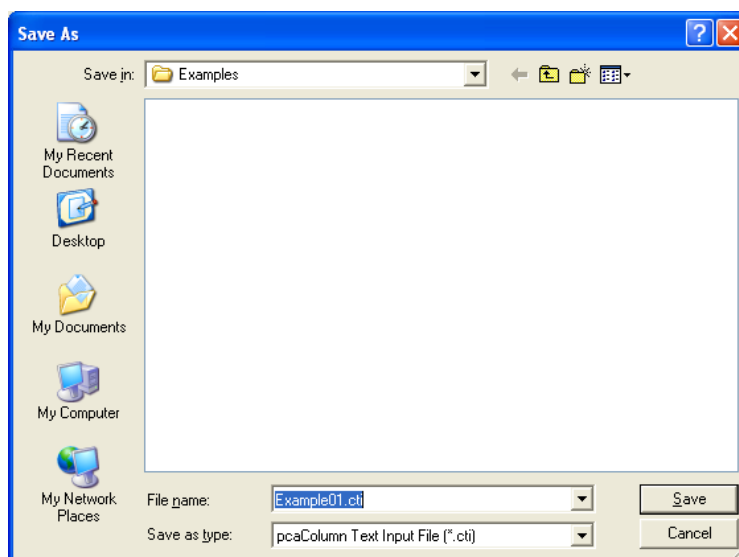 Save As
Save in: Examples
My Recent
Documents
Desktop
My Documents
My Computer
My Network
Places
File name: Example01.cti Save
Save as type: pcaColumn Text Input File (*.cti) Cancel